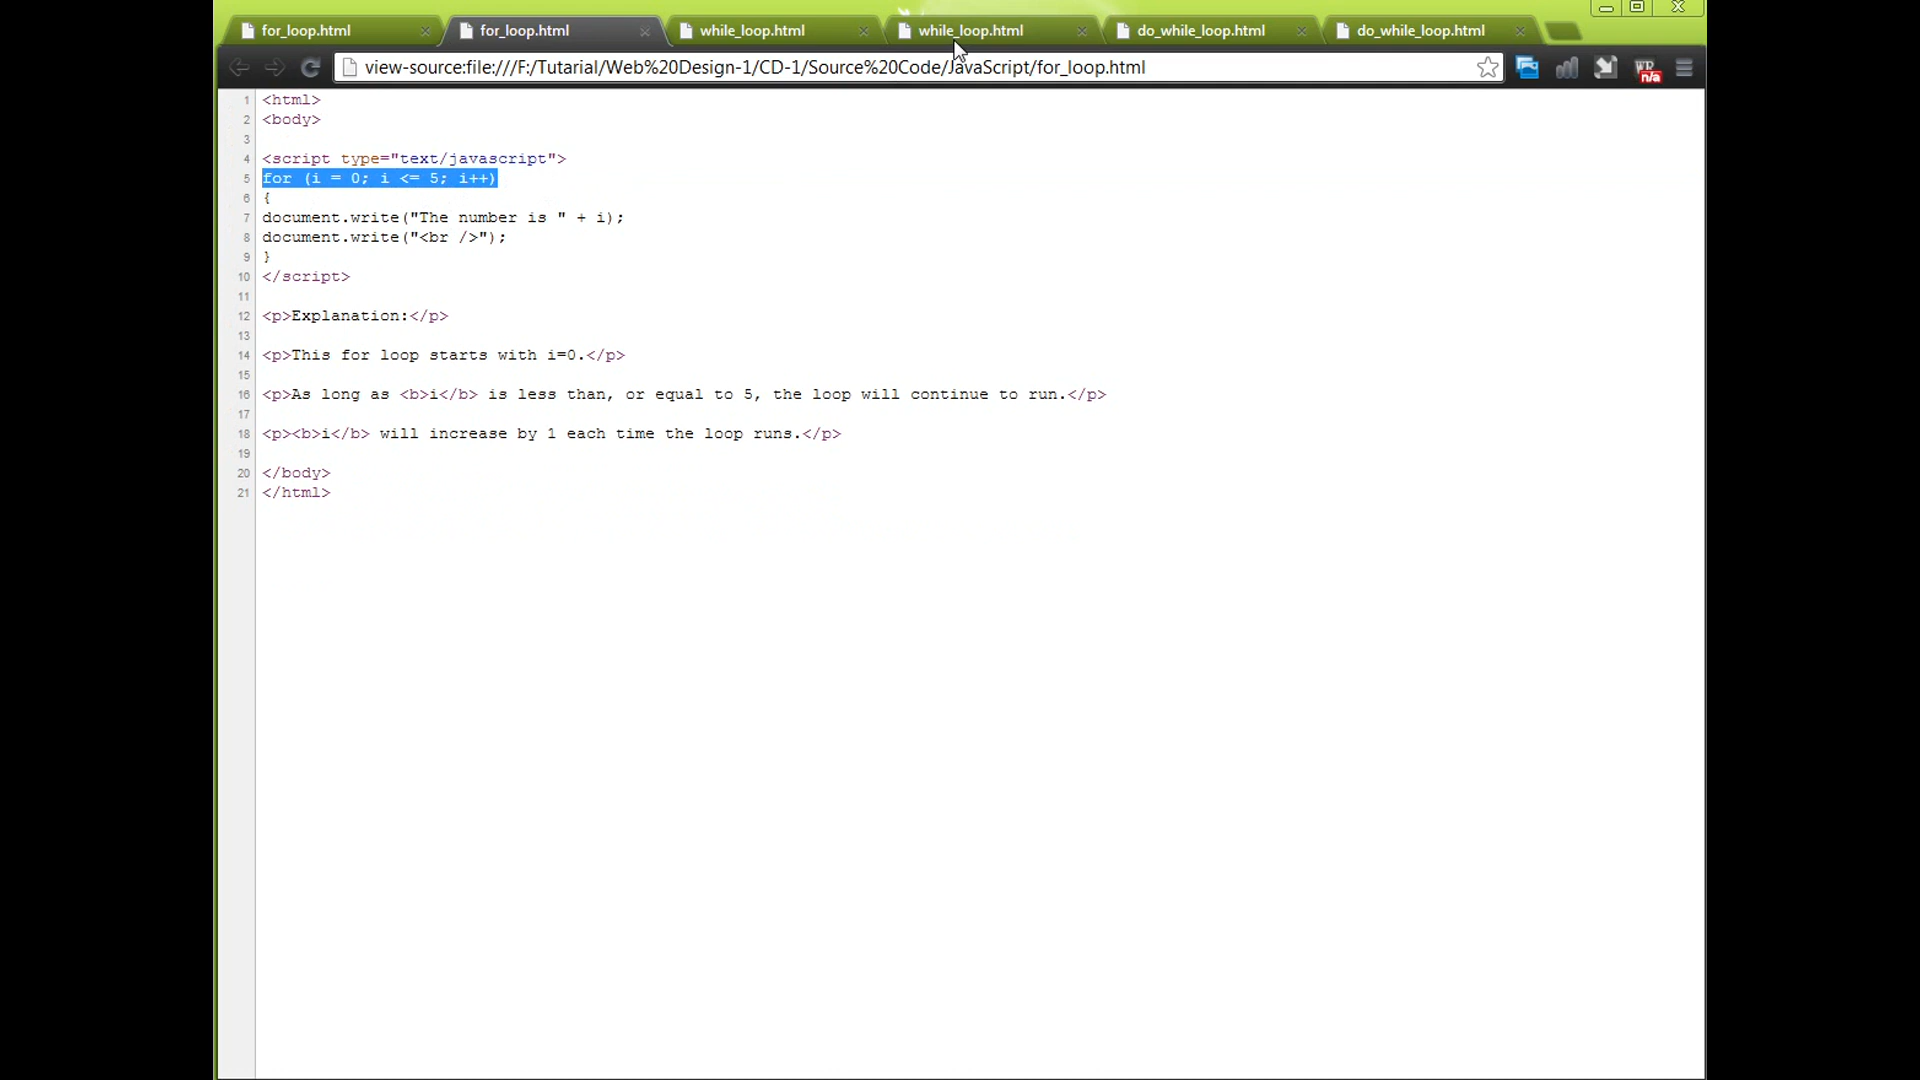 for_loop.html for_loop.html while_loop.html while_loop.html do_while_loop.html do_while_loop.html
view-source:file:///F:/Tutarial/Web%20Design-1/CD-1/Source%20Code/JavaScript/for_loop.html
WR n/a
1 <html>
2 <body>
3
4 <script type="text/javascript">
5 for (i = 0; i <= 5; i++)
6 {
7 document.write("The number is " + i);
8 document.write("<br />");
9 }
10 </script>
11
12 <p>Explanation:</p>
13
14 <p>This for loop starts with i=0.</p>
15
16 <p>As long as <b>i</b> is less than, or equal to 5, the loop will continue to run.</p>
17
18 <p><b>i</b> will increase by 1 each time the loop runs.</p>
19
20 </body>
21 </html>